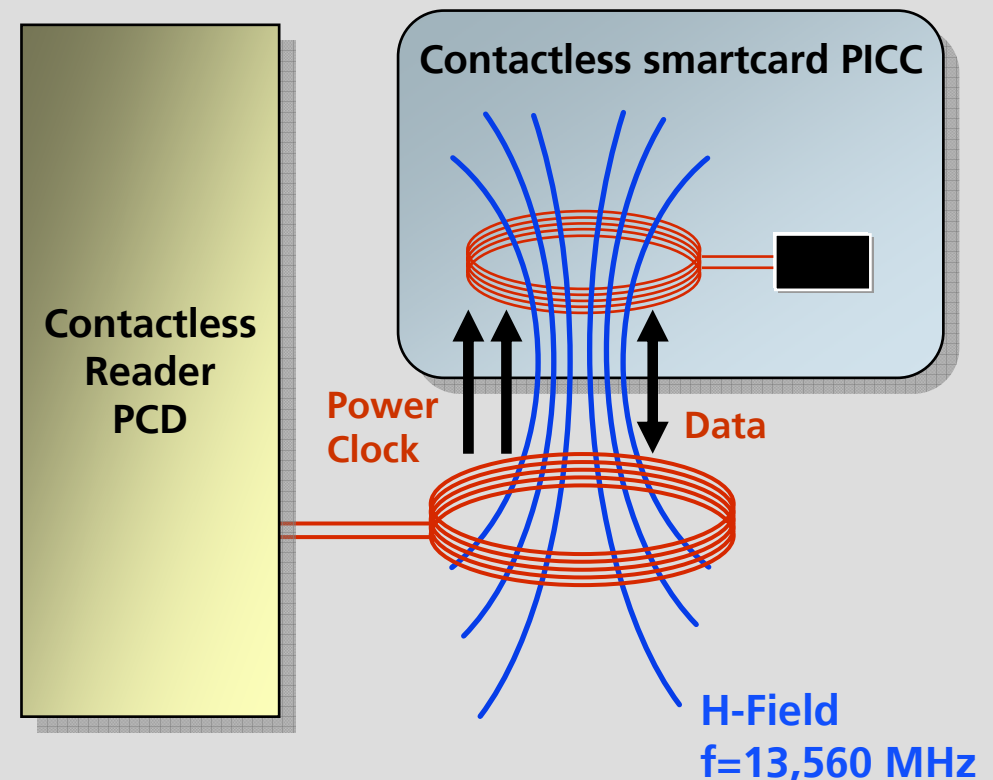 Contactless smartcard PICC
Contactless
Reader
PCD
Power
Clock
Data
H-Field
f=13,560 MHz